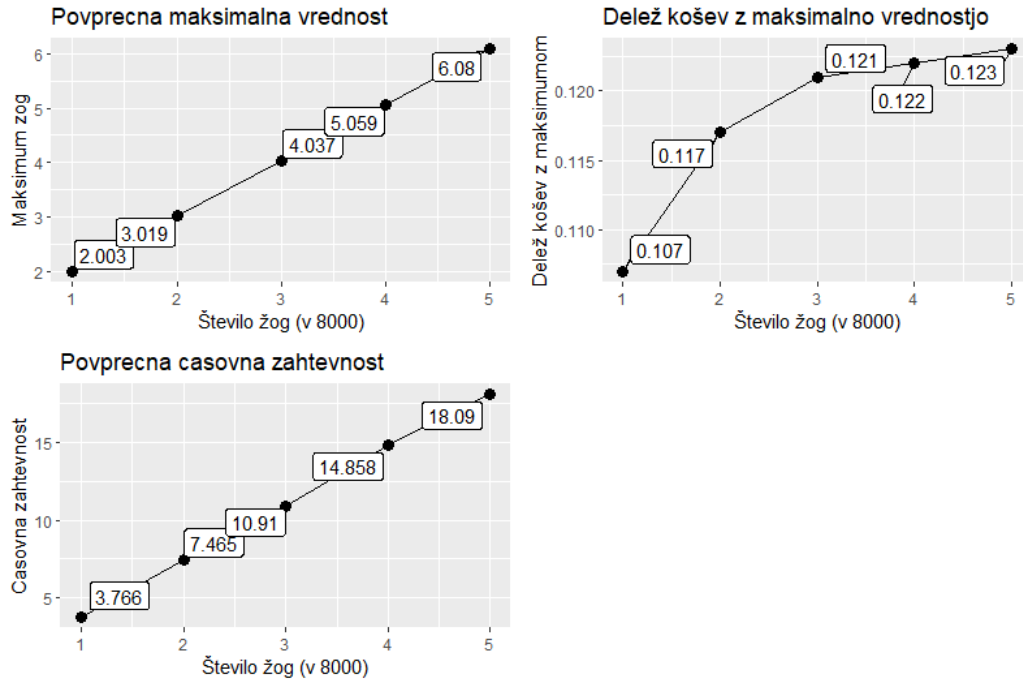 Povprecna maksimalna vrednost
Maksimum zog
6
5
4
3
2
2.003
3.019
4.037
5.059
6.08
1 2 3 4 5
Število žog (v 8000)
Delež košev z maksimalno vrednostjo
Delež košev z maksimumom
0.120
0.115
0.110
0.107
0.117
0.121
0.122
0.123
1 2 3 4 5
Število žog (v 8000)
Povprecna casovna zahtevnost
Casovna zahtevnost
15
10
5
3.766
7.465
10.91
14.858
18.09
1 2 3 4 5
Število žog (v 8000)